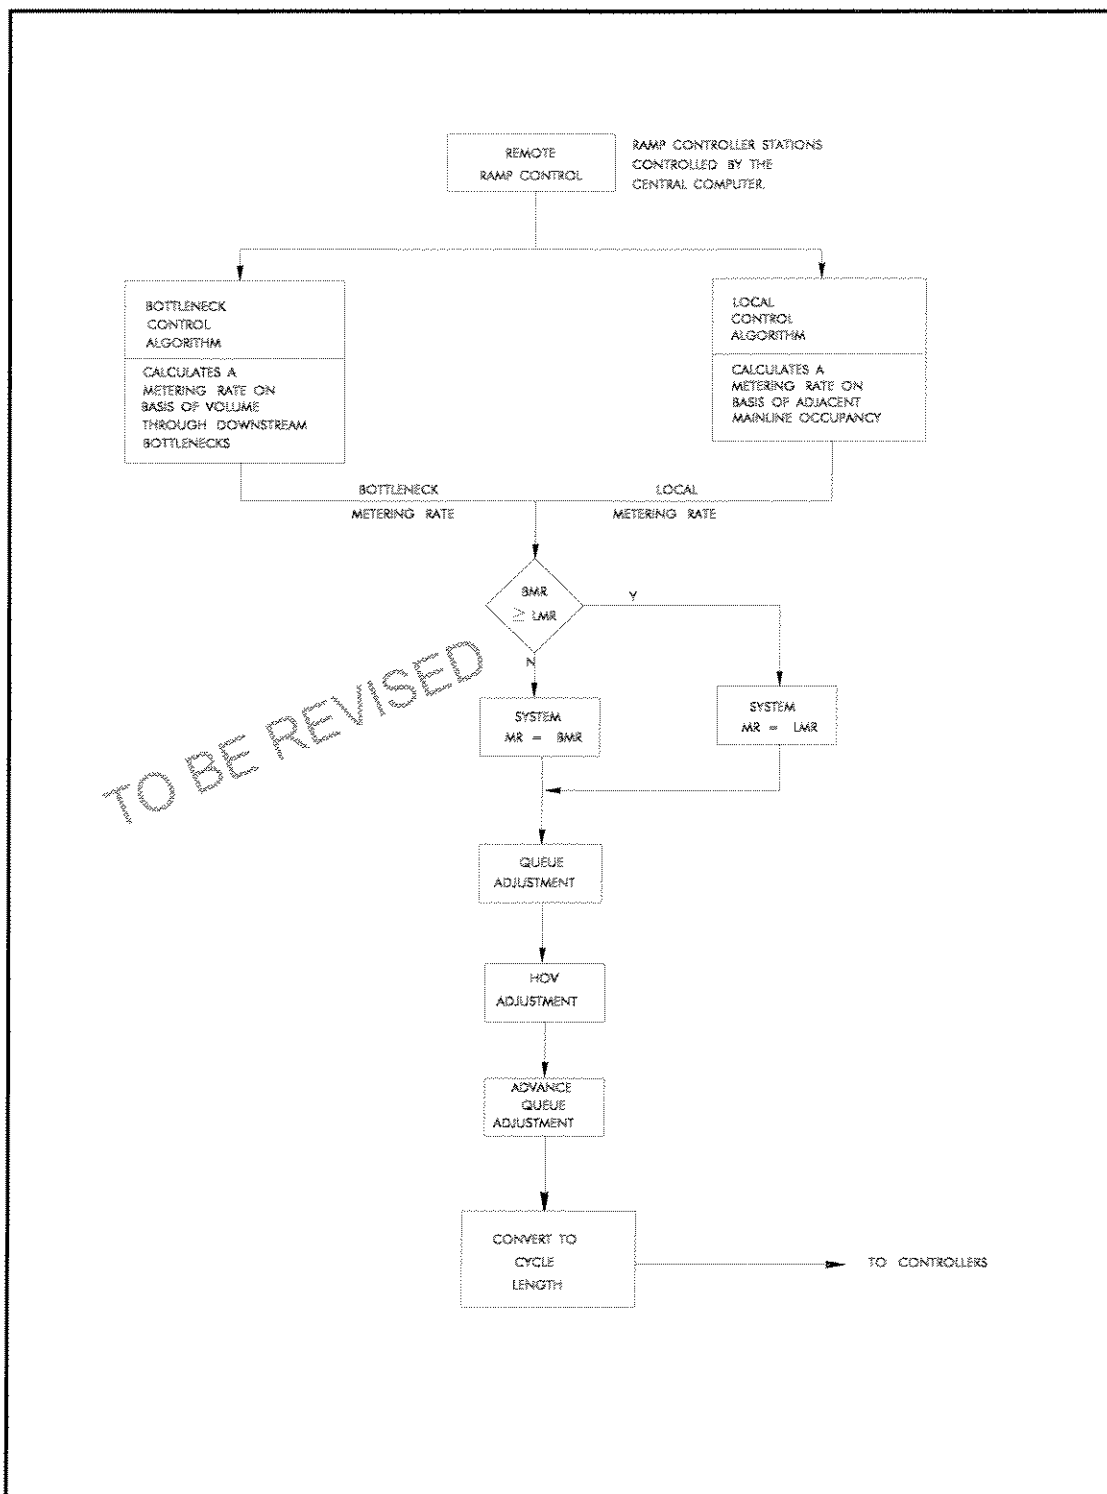 REMOTE
RAMP CONTROL
RAMP CONTROLLER STATIONS
CONTROLLED BY THE
CENTRAL COMPUTER.
BOTTLENECK
CONTROL
ALGORITHM
CALCULATES A
METERING RATE ON
BASIS OF VOLUME
THROUGH DOWNSTREAM
BOTTLENECKS
LOCAL
CONTROL
ALGORITHM
CALCULATES A
METERING RATE ON
BASIS OF ADJACENT
MAINLINE OCCUPANCY
BOTTLENECK
METERING RATE
LOCAL
METERING RATE
BMR
≥ LMR
Y
N
TO BE REVISED
SYSTEM
MR = BMR
SYSTEM
MR = LMR
QUEUE
ADJUSTMENT
HOV
ADJUSTMENT
ADVANCE
QUEUE
ADJUSTMENT
CONVERT TO
CYCLE
LENGTH
TO CONTROLLERS